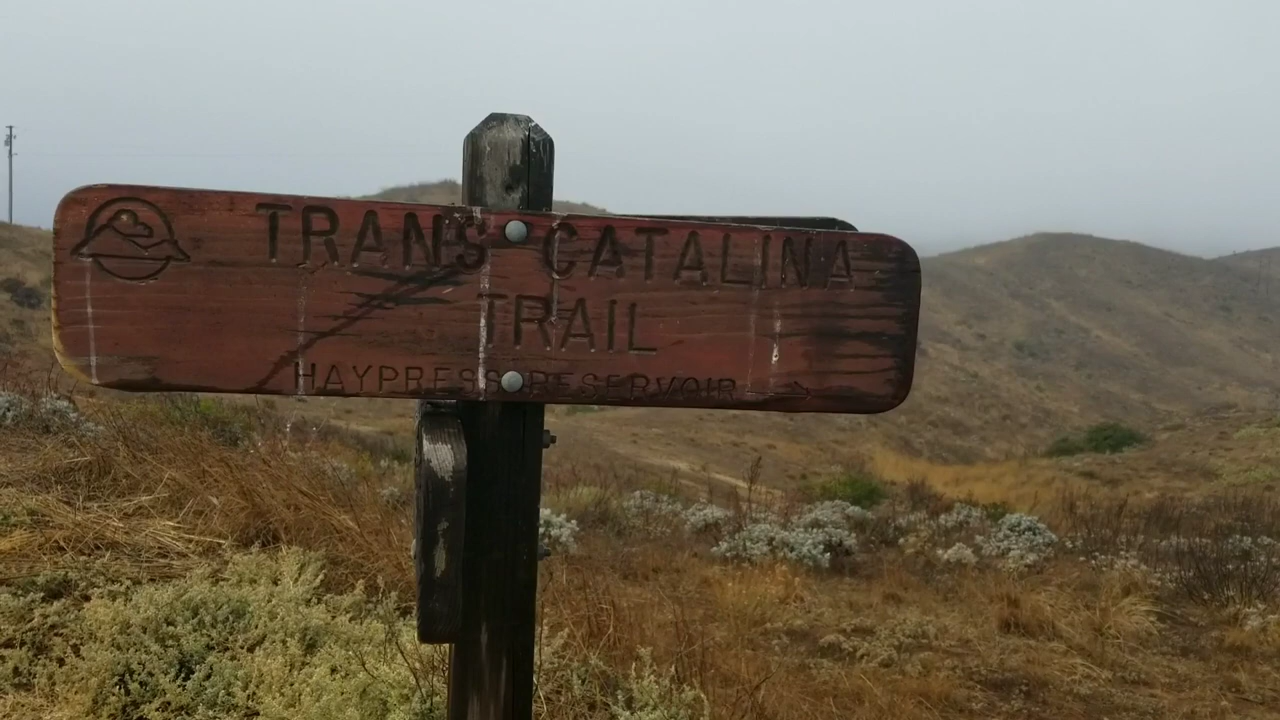 TRANS CATALINA
TRAIL
HAYPRESS RESERVOIR →